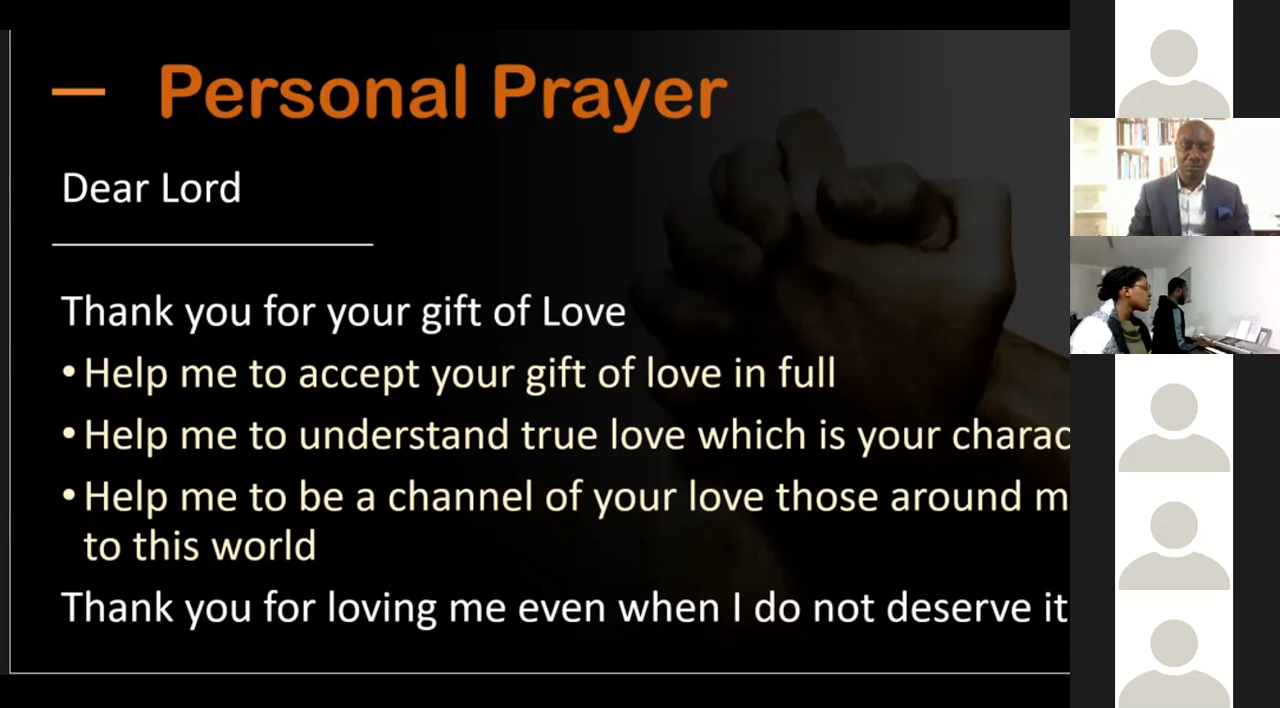 — Personal Prayer
Dear Lord
Thank you for your gift of Love
• Help me to accept your gift of love in full
• Help me to understand true love which is your charac
• Help me to be a channel of your love those around m
to this world
Thank you for loving me even when I do not deserve it